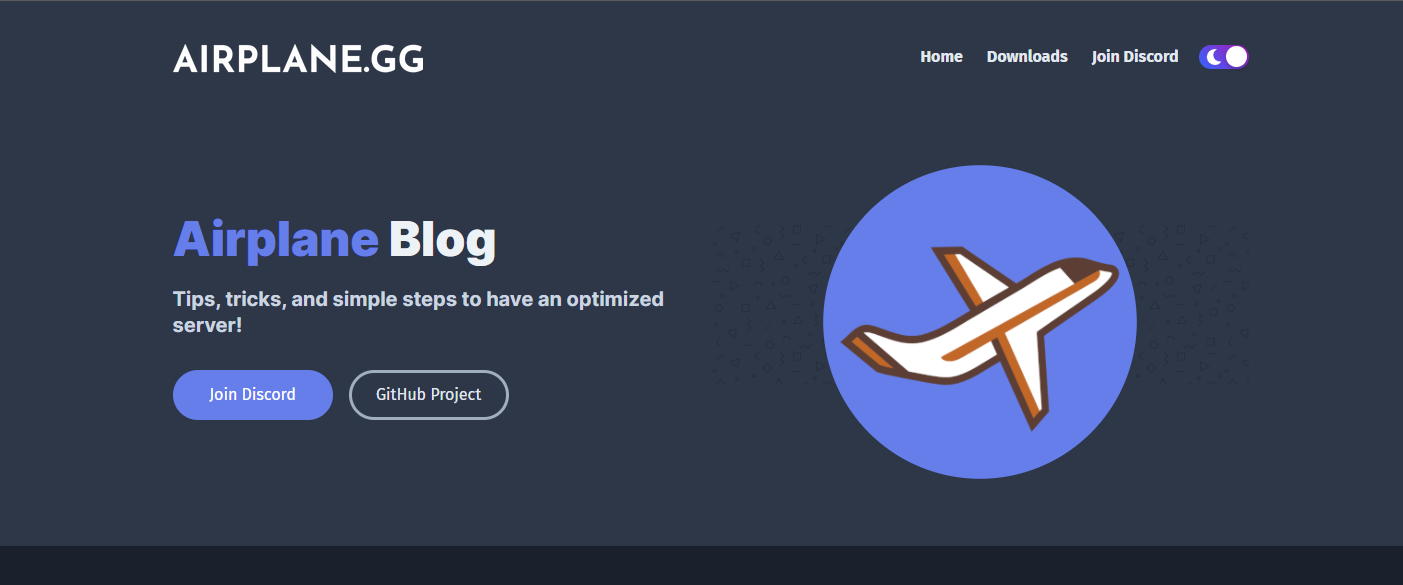 AIRPLANE.GG
Home
Downloads
Join Discord
Airplane Blog
Tips, tricks, and simple steps to have an optimized
server!
Join Discord
GitHub Project